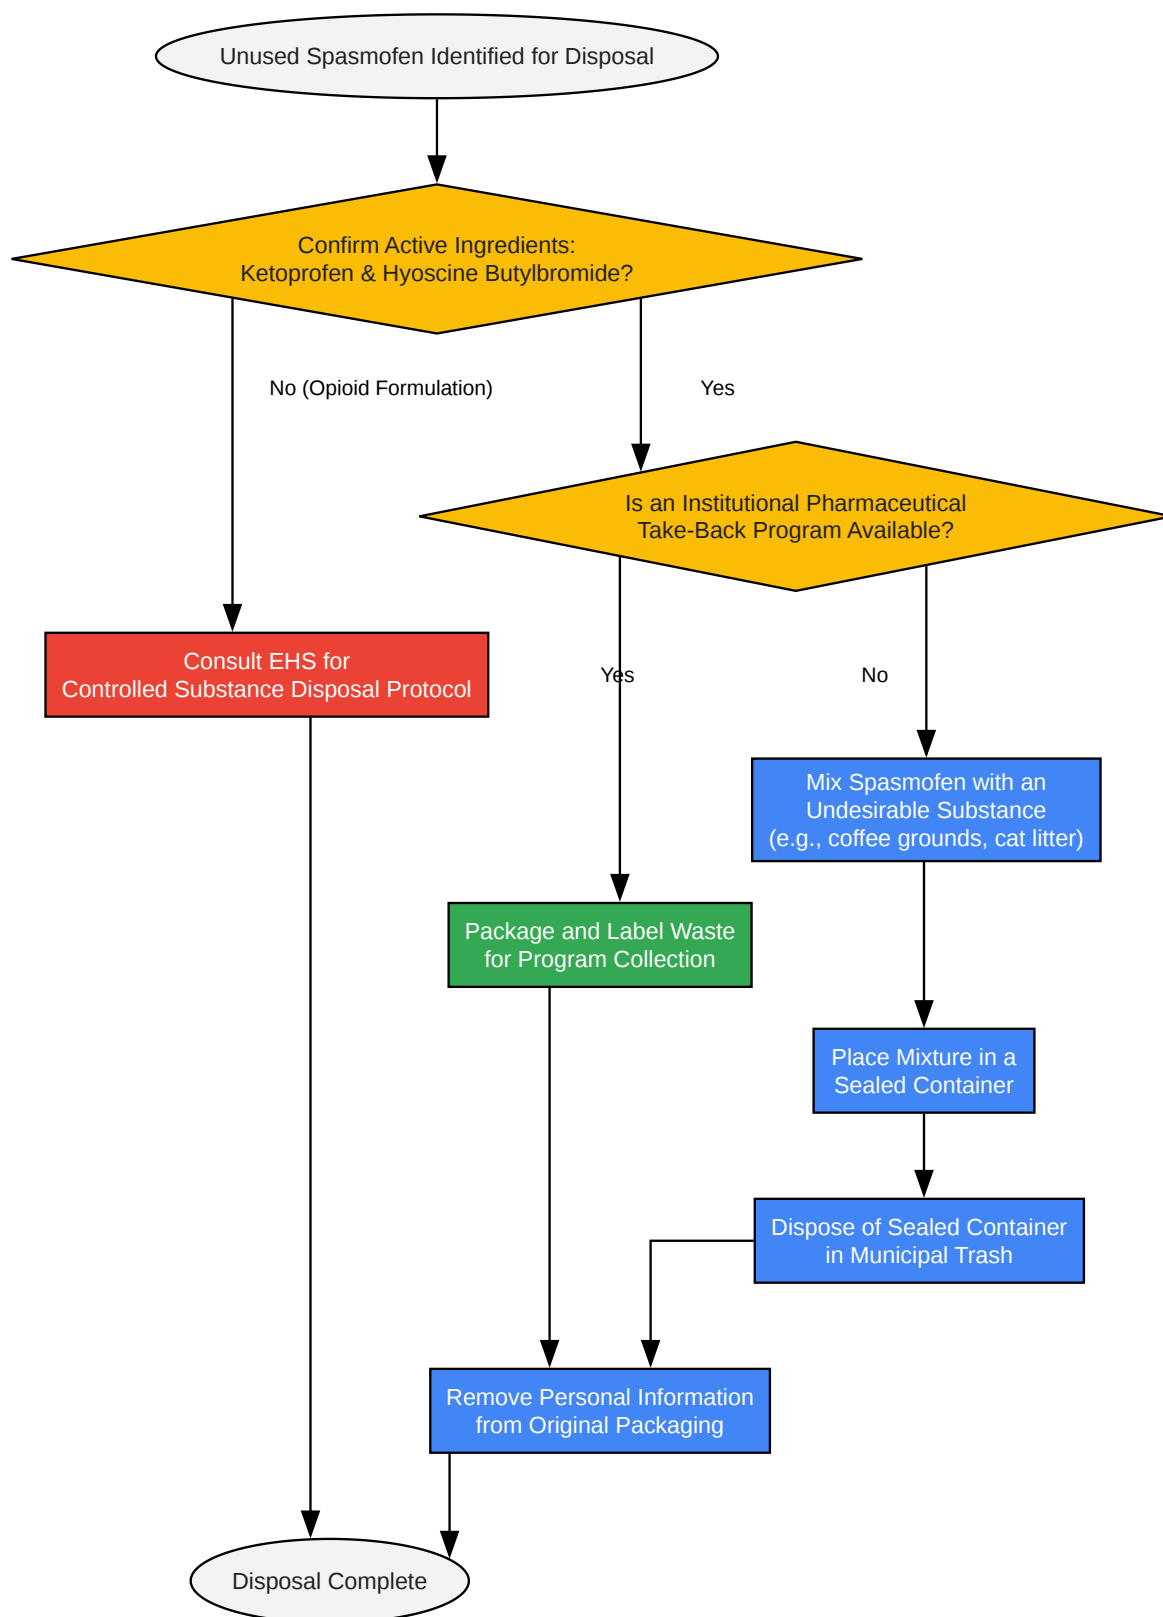 Unused Spasmofen Identified for Disposal
Confirm Active Ingredients:
Ketoprofen & Hyoscine Butylbromide?
No (Opioid Formulation)
Yes
Is an Institutional Pharmaceutical
Take-Back Program Available?
Consult EHS for
Controlled Substance Disposal Protocol
Yes
No
Mix Spasmofen with an
Undesirable Substance
(e.g., coffee grounds, cat litter)
Package and Label Waste
for Program Collection
Place Mixture in a
Sealed Container
Dispose of Sealed Container
in Municipal Trash
Remove Personal Information
from Original Packaging
Disposal Complete